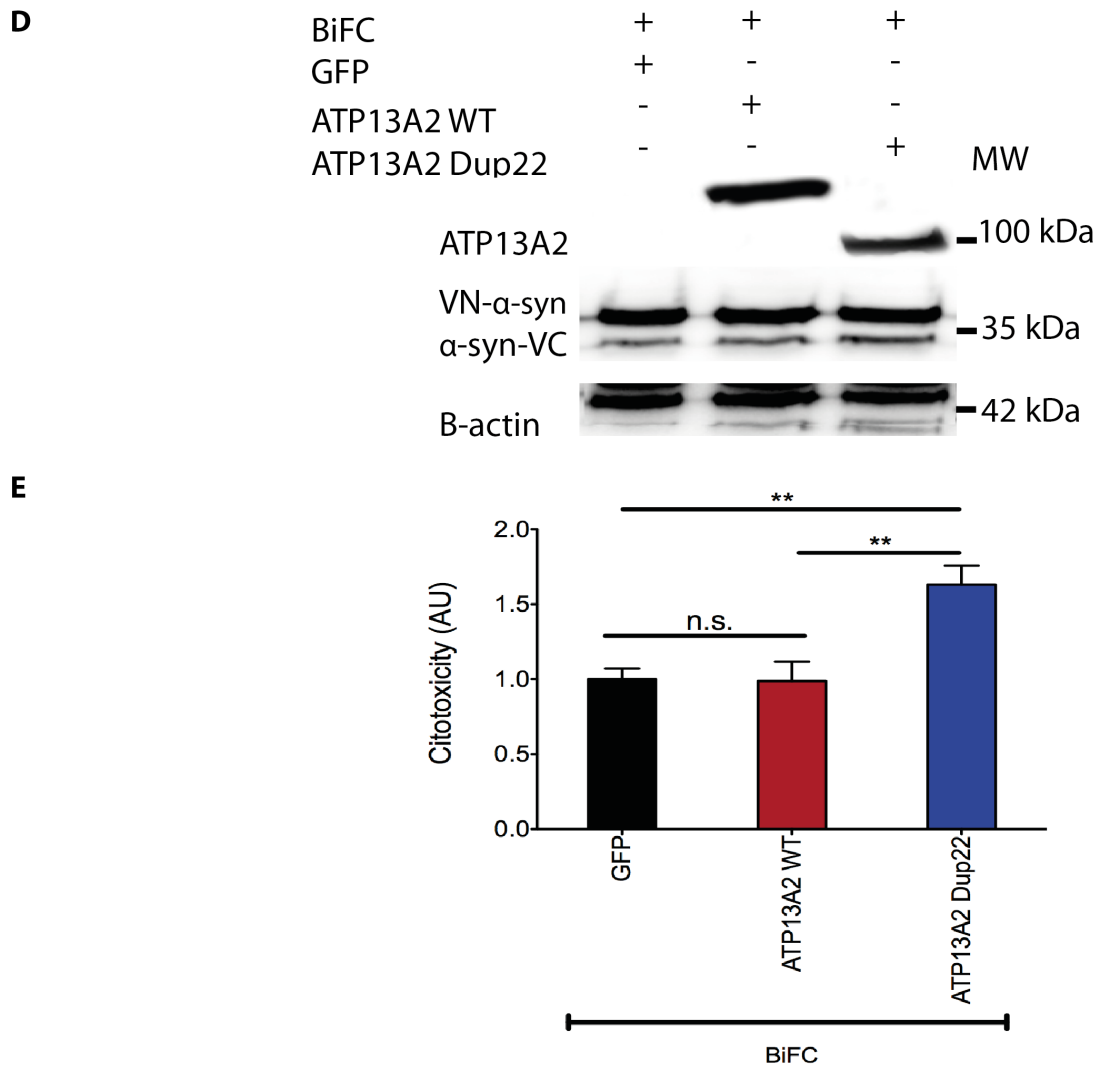 D
BiFC + + +
GFP + - -
ATP13A2 WT - + -
ATP13A2 Dup22 - - +
MW
ATP13A2
100 kDa
VN-α-syn
α-syn-VC
35 kDa
B-actin
42 kDa
E
**
**
n.s.
Citotoxicity (AU)
2.0
1.5
1.0
0.5
0.0
GFP
ATP13A2 WT
ATP13A2 Dup22
BiFC